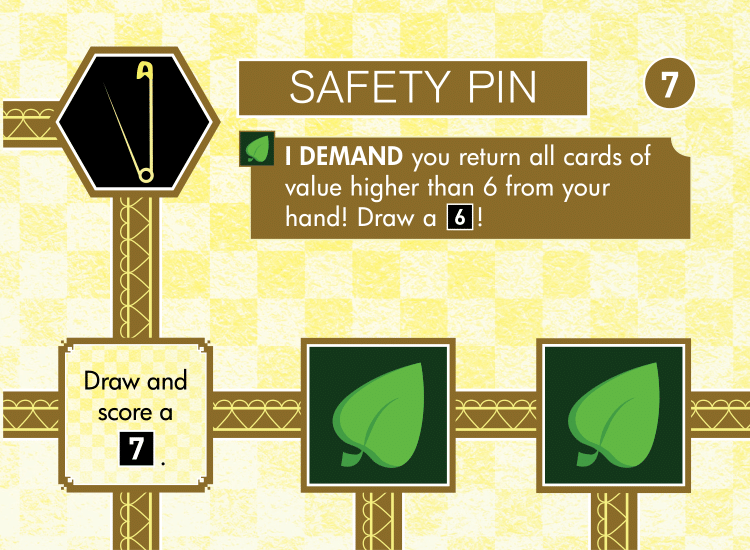 SAFETY PIN
7
I DEMAND you return all cards of
value higher than 6 from your
hand! Draw a 6!
Draw and
score a
7.